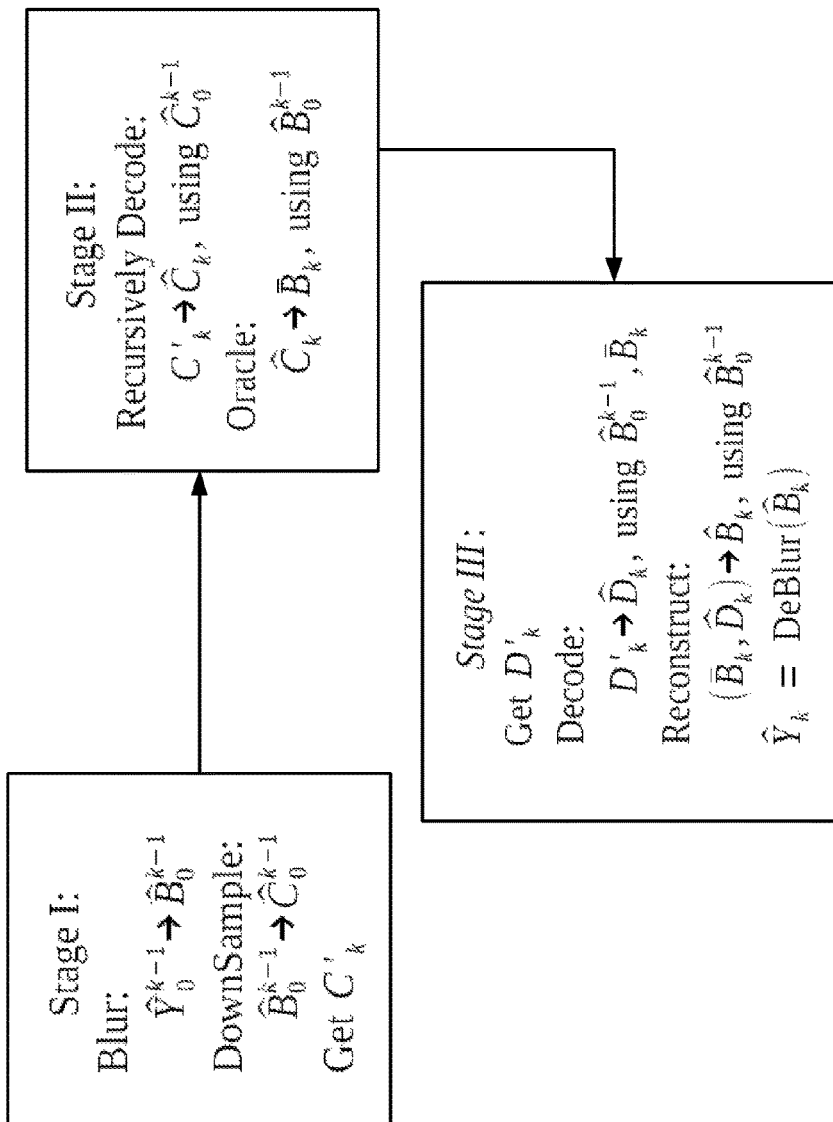 Stage I:
Blur:
Ŷ₀ᵏ⁻¹ → B̂₀ᵏ⁻¹
DownSample:
B̂₀ᵏ⁻¹ → Ĉ₀ᵏ⁻¹
Get C'ₖ
Stage II:
Recursively Decode:
C'ₖ → Ĉₖ, using Ĉ₀ᵏ⁻¹
Oracle:
Ĉₖ → B̄ₖ, using B̂₀ᵏ⁻¹
Stage III:
Get D'ₖ
Decode:
D'ₖ → D̂ₖ, using B̂₀ᵏ⁻¹, B̄ₖ
Reconstruct:
(B̄ₖ, D̂ₖ) → B̂ₖ, using B̂₀ᵏ⁻¹
Ŷₖ = DeBlur(B̂ₖ)